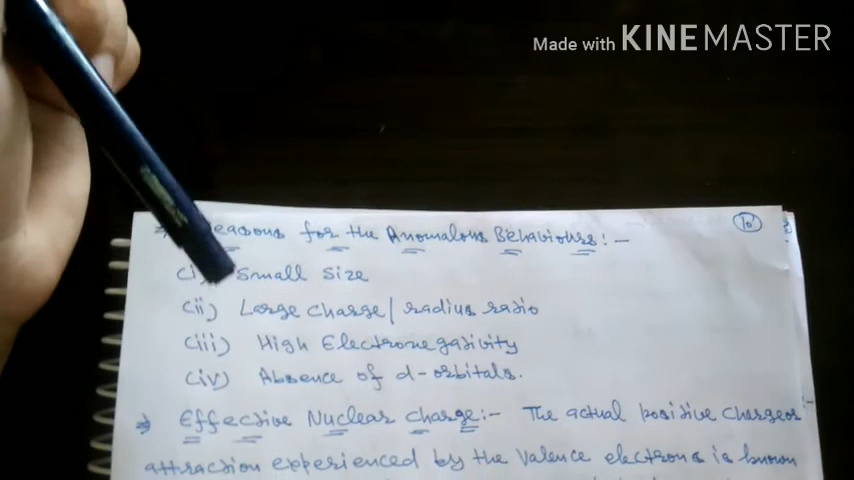 Made with KINEMASTER
10
Reasons for the Anomalous Behaviours:-
(i) Small Size
(ii) Large charge/radius ratio
(iii) High Electronegativity
(iv) Absence of d-orbitals.
⇒ Effective Nuclear Charge:- The actual positive charge or
attraction experienced by the valence electrons is known